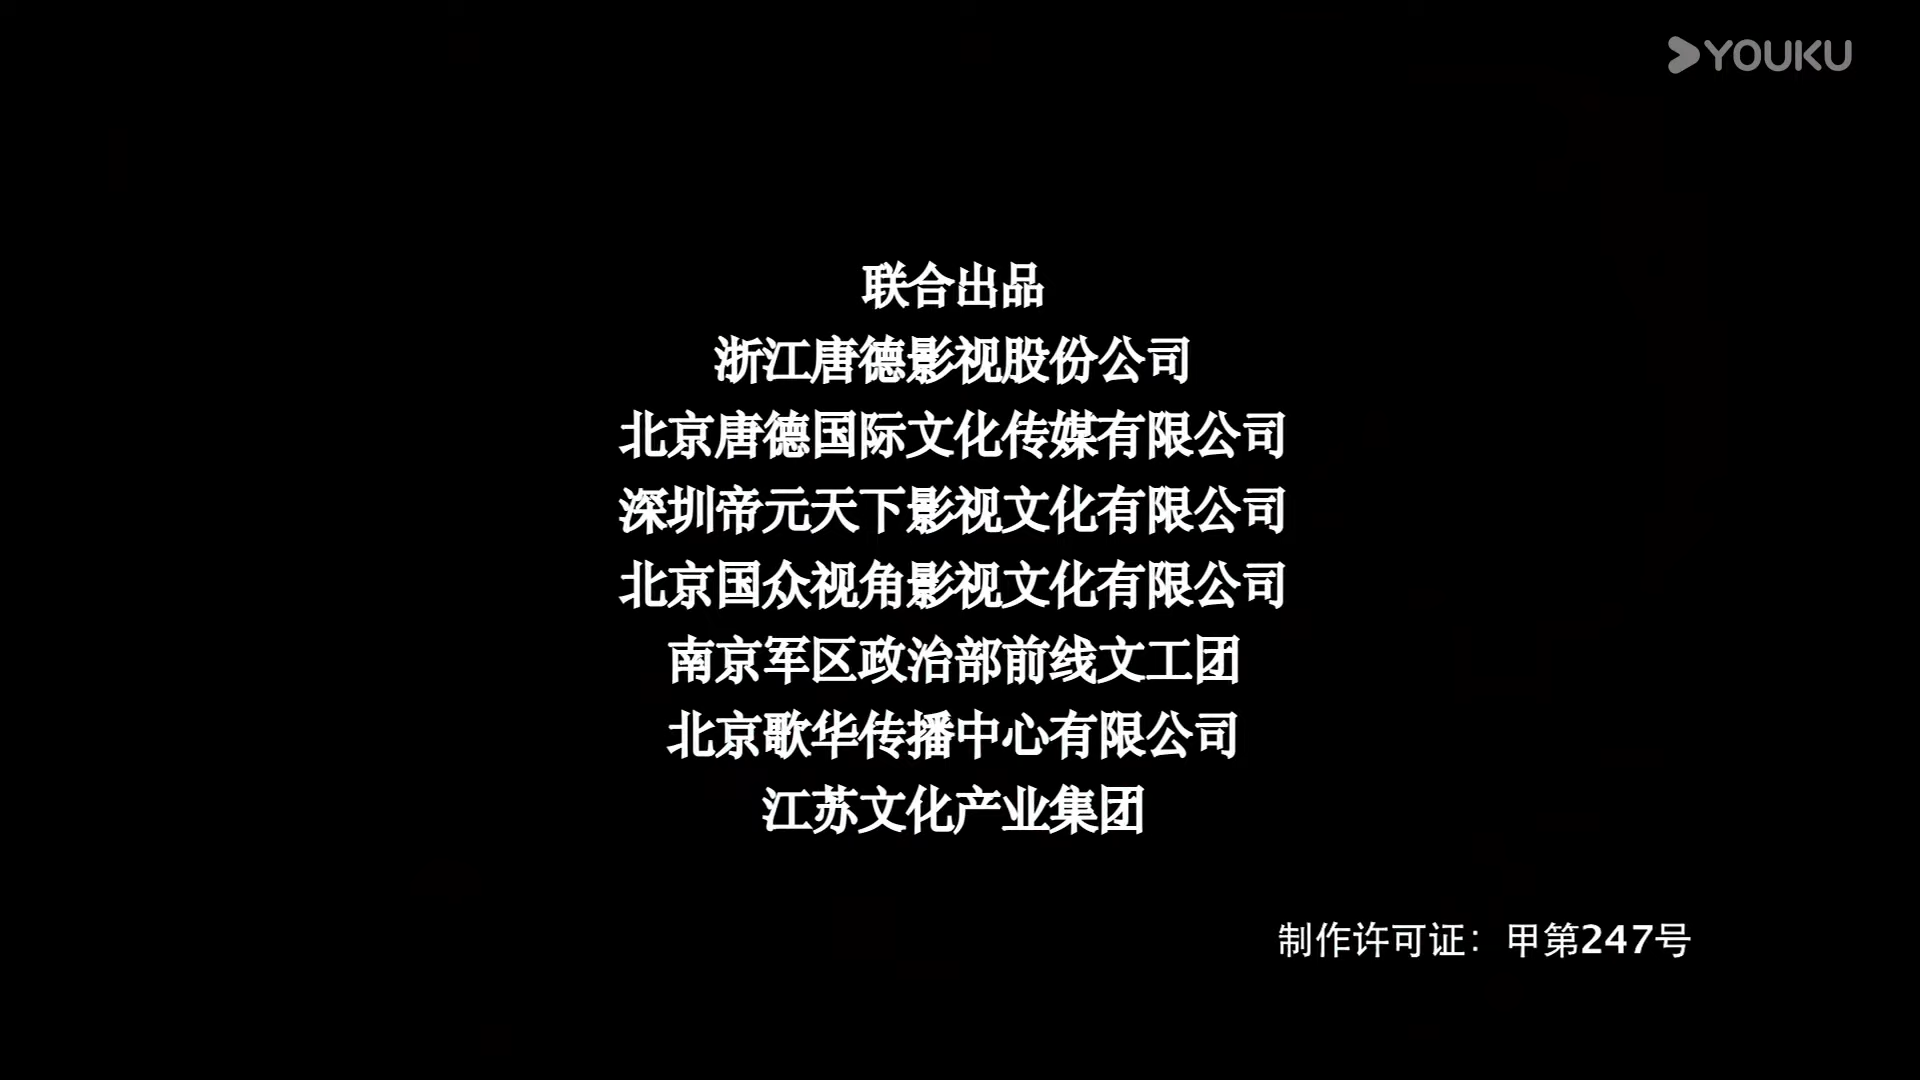 YOUKU
联合出品
浙江唐德影视股份公司
北京唐德国际文化传媒有限公司
深圳帝元天下影视文化有限公司
北京国众视角影视文化有限公司
南京军区政治部前线文工团
北京歌华传播中心有限公司
江苏文化产业集团
制作许可证：甲第247号